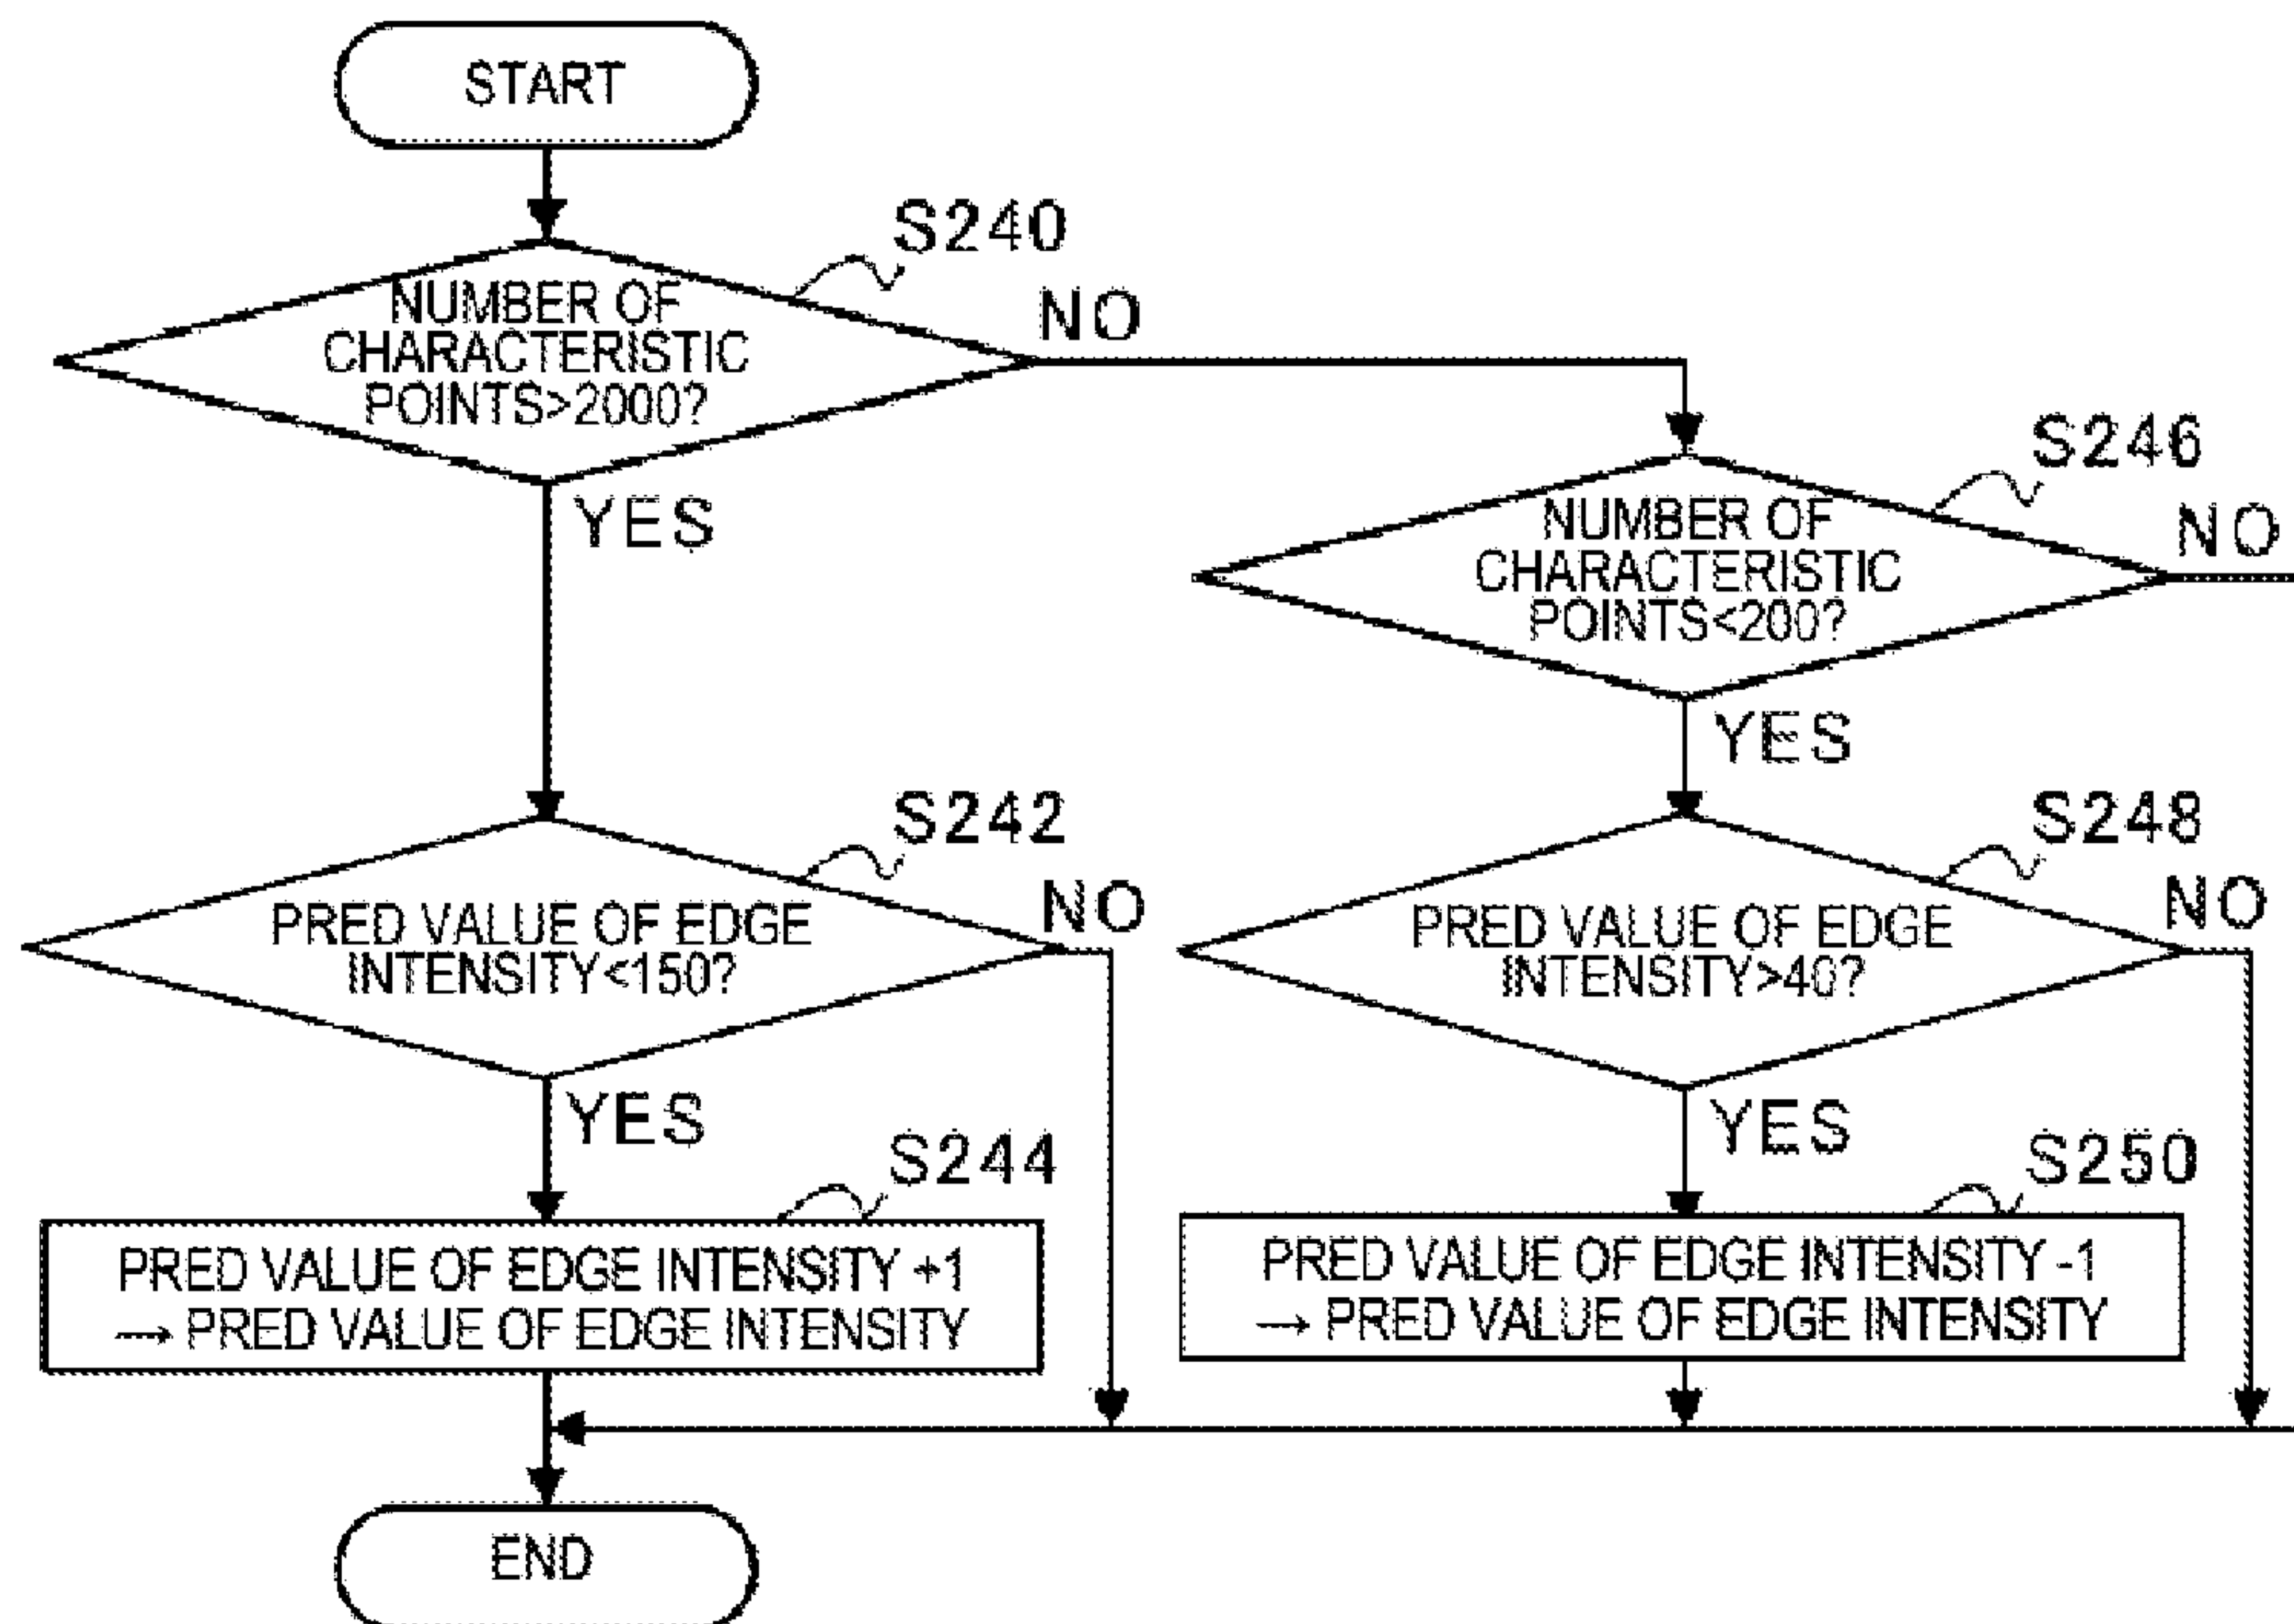 START
S240
NUMBER OF
CHARACTERISTIC
POINTS>2000?
NO
YES
S246
NUMBER OF
CHARACTERISTIC
POINTS<200?
NO
YES
S242
PRED VALUE OF EDGE
INTENSITY<150?
NO
YES
S248
PRED VALUE OF EDGE
INTENSITY>40?
NO
YES
S244
PRED VALUE OF EDGE INTENSITY +1
→ PRED VALUE OF EDGE INTENSITY
S250
PRED VALUE OF EDGE INTENSITY -1
→ PRED VALUE OF EDGE INTENSITY
END